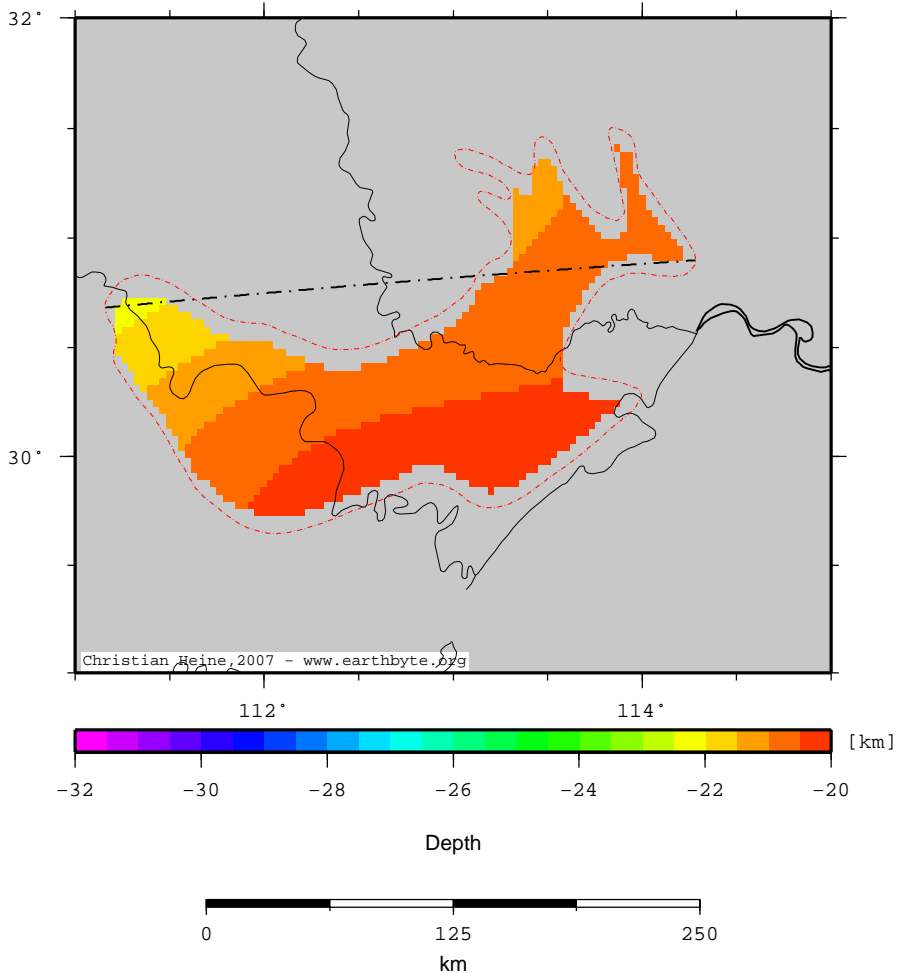 32°
30°
Christian Heine,2007 - www.earthbyte.org
112° 114°
[km]
-32 -30 -28 -26 -24 -22 -20
Depth
0 125 250
km